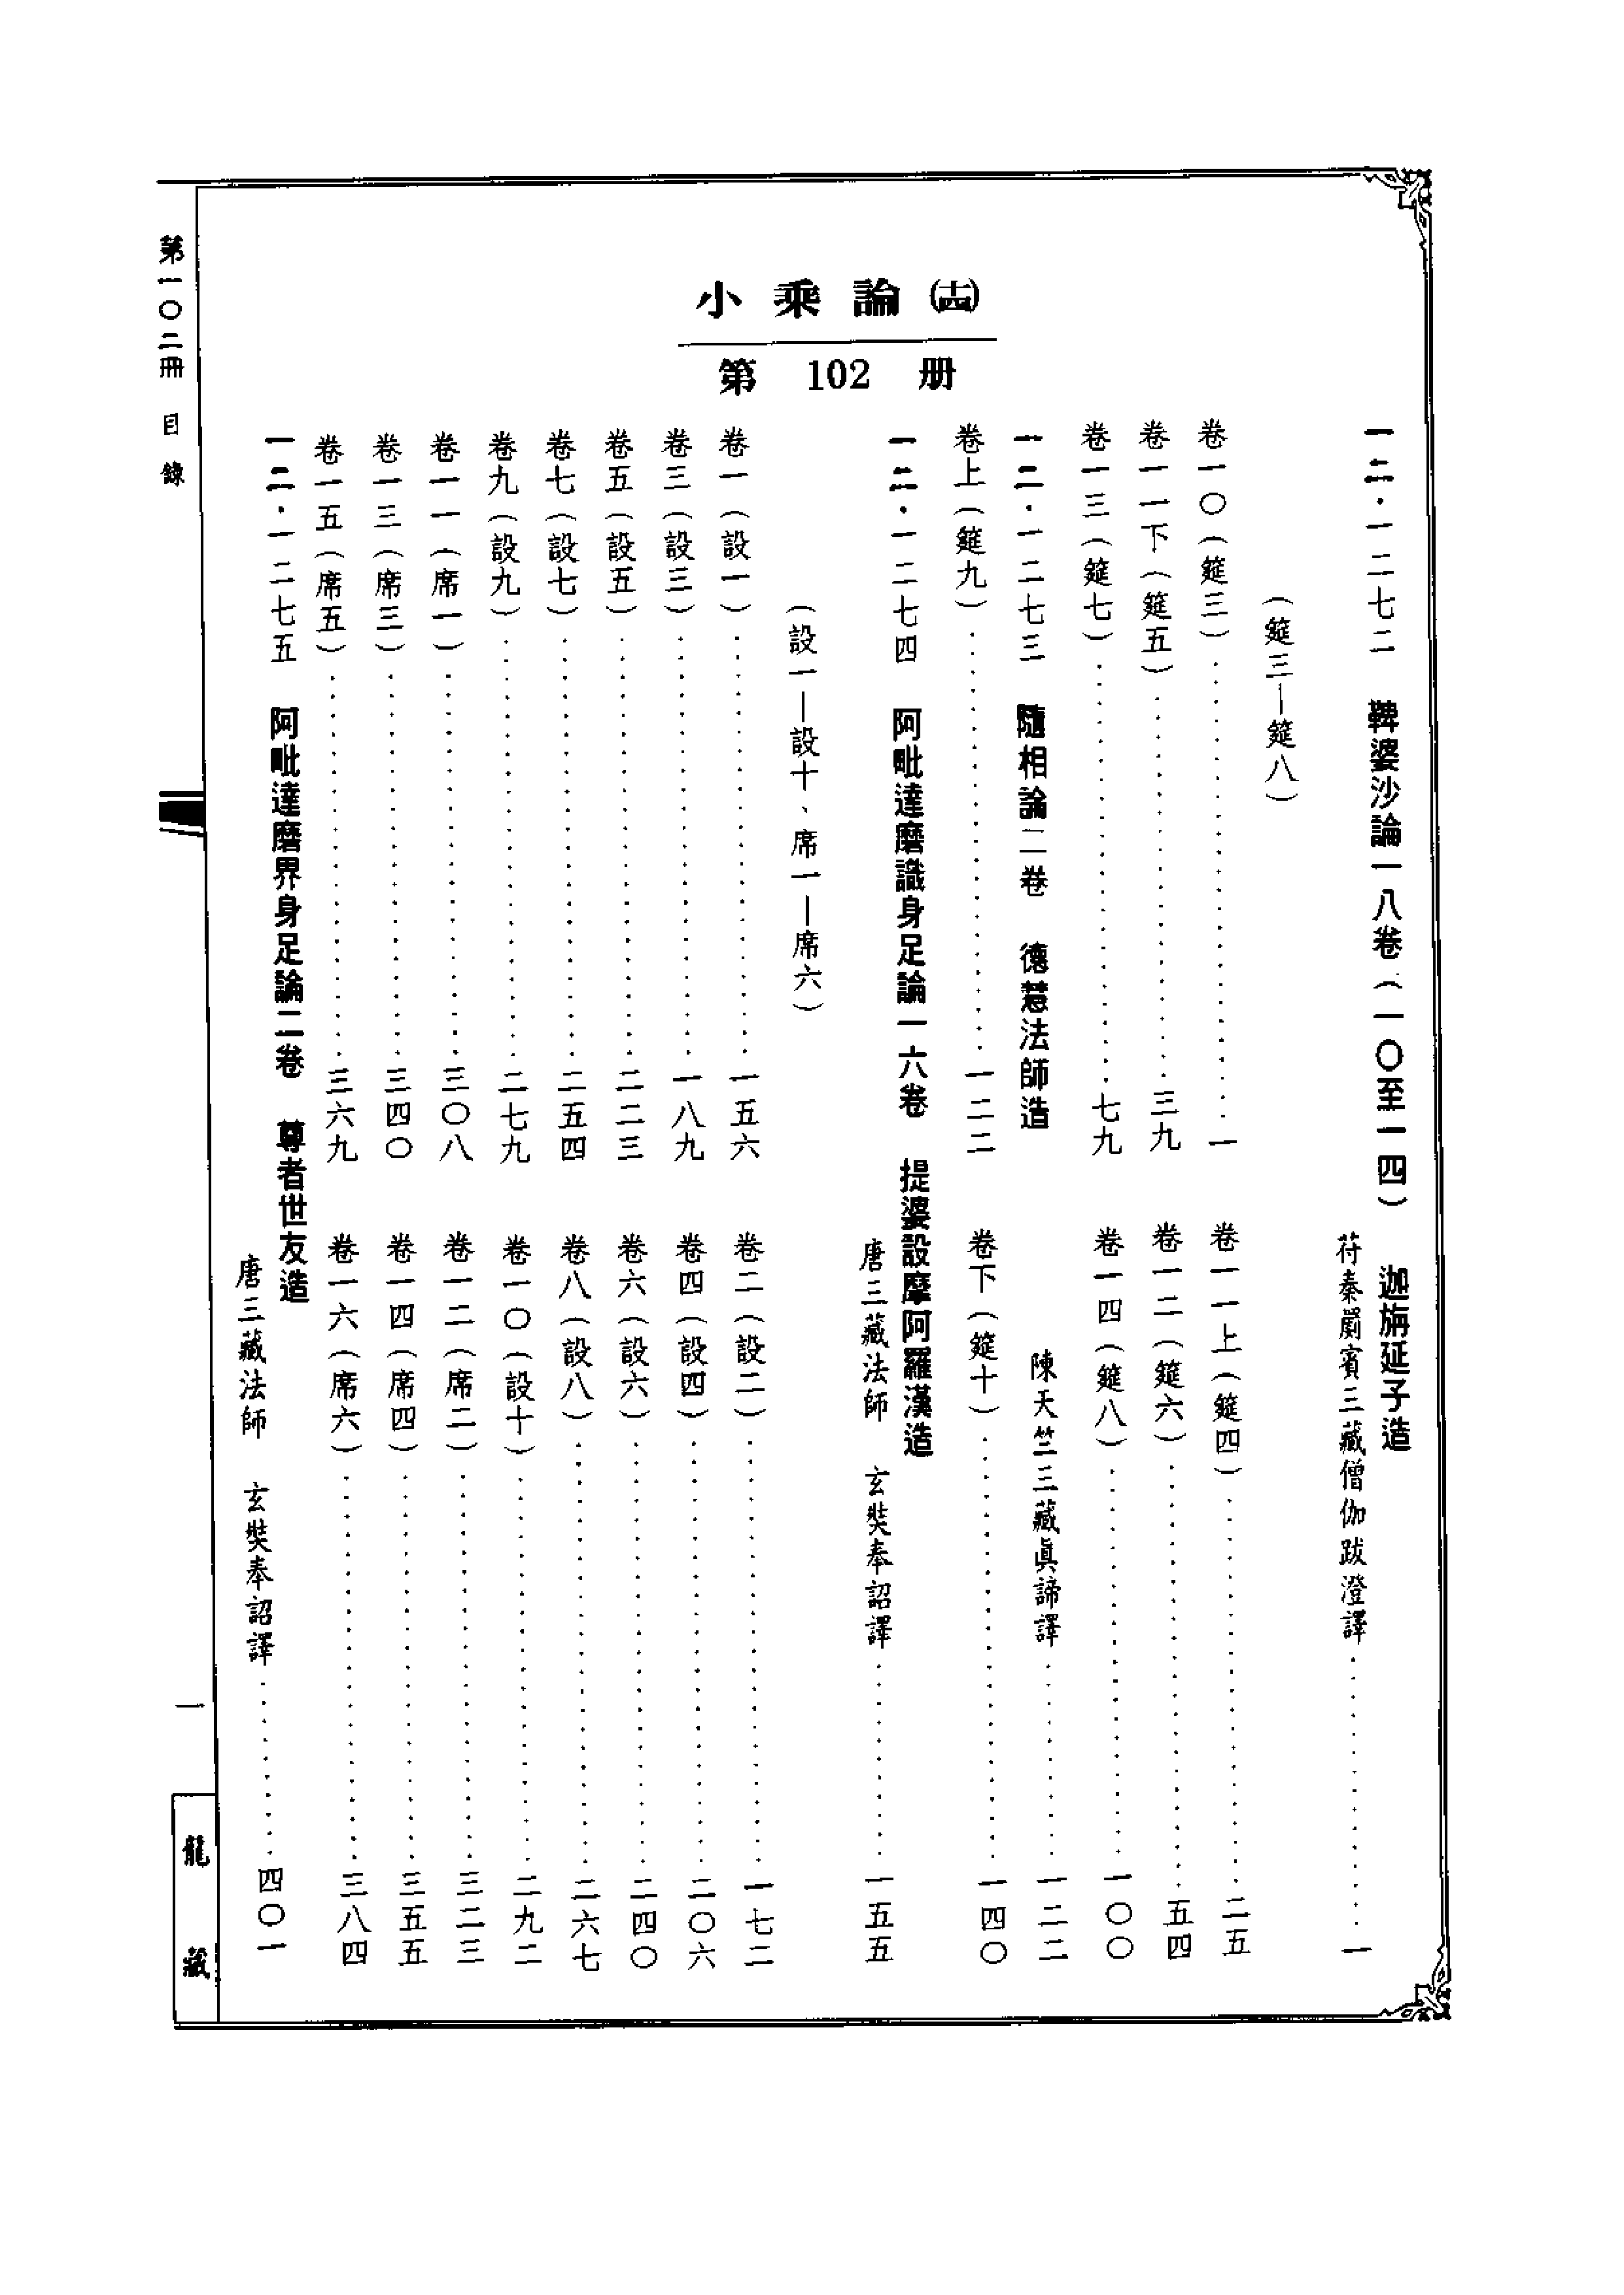 小乘論(十四)
第 102 册
一二·一二七二 鞞婆沙論一八卷(一〇至一四) 迦旃延子造
苻秦罽賓三藏僧伽跋澄譯……………一
(筵三—筵八)
卷一〇(筵三)……………一 卷一一上(筵四)……………二五
卷一一下(筵五)……………三九 卷一二(筵六)……………五四
卷一三(筵七)……………七九 卷一四(筵八)……………一〇〇
一二·一二七三 隨相論二卷 德慧法師造
陳天竺三藏眞諦譯……………一二二
卷上(筵九)……………一二二 卷下(筵十)……………一四〇
一二·一二七四 阿毗達磨識身足論一六卷 提婆設摩阿羅漢造
唐三藏法師 玄奘奉詔譯……………一五五
(設一—設十、席一—席六)
卷一(設一)……………一五六 卷二(設二)……………一七二
卷三(設三)……………一八九 卷四(設四)……………二〇六
卷五(設五)……………二二三 卷六(設六)……………二四〇
卷七(設七)……………二五四 卷八(設八)……………二六七
卷九(設九)……………二七九 卷一〇(設十)……………二九二
卷一一(席一)……………三〇八 卷一二(席二)……………三二三
卷一三(席三)……………三四〇 卷一四(席四)……………三五五
卷一五(席五)……………三六九 卷一六(席六)……………三八四
一二·一二七五 阿毗達磨界身足論二卷 尊者世友造
唐三藏法師 玄奘奉詔譯……………四〇一
第一〇二冊 目錄
一
龍藏